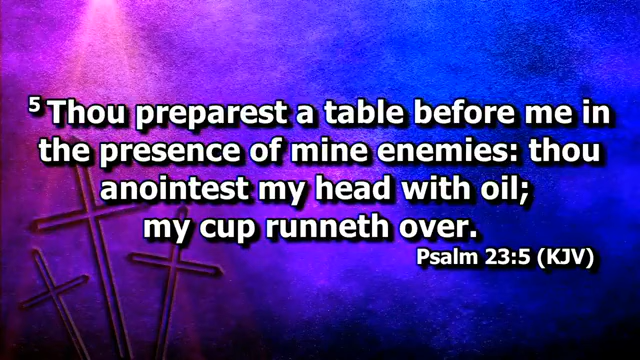 ⁵ Thou preparest a table before me in
the presence of mine enemies: thou
anointest my head with oil;
my cup runneth over.
Psalm 23:5 (KJV)